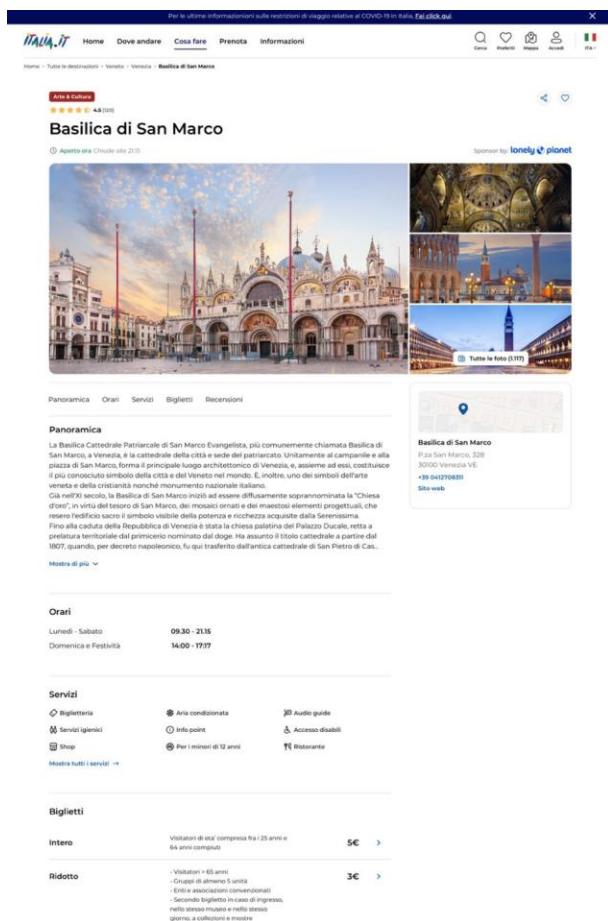 Per le ultime informazionioni sulle restrizioni di viaggio relative al COVID-19 in Italia, Fai click qui
ITALIA.IT
Home Dove andare Cosa fare Prenota Informazioni
Cerca Preferiti Mappa Accedi ITA
Home Tutte le destinazioni Veneto Venezia Basilica di San Marco
Arte & Cultura
4.5 (120)
Basilica di San Marco
Aperto ora Chiude alle 21:15
Sponsor by: lonely planet
Tutte le foto (1.117)
Panoramica Orari Servizi Biglietti Recensioni
Panoramica
La Basilica Cattedrale Patriarcale di San Marco Evangelista, più comunemente chiamata Basilica di
San Marco, a Venezia, è la cattedrale della città e sede del patriarcato. Unitamente al campanile e alla
piazza di San Marco, forma il principale luogo architettonico di Venezia, e, assieme ad essi, costituisce
il più conosciuto simbolo della città e del Veneto nel mondo. È, inoltre, uno dei simboli dell'arte
veneta e della cristianità nonché monumento nazionale italiano.
Già nell'XI secolo, la Basilica di San Marco iniziò ad essere diffusamente soprannominata la "Chiesa
d'oro", in virtù del tesoro di San Marco, dei mosaici ornati e dei maestosi elementi progettuali, che
resero l'edificio sacro il simbolo visibile della potenza e ricchezza acquisite dalla Serenissima.
Fino alla caduta della Repubblica di Venezia è stata la chiesa palatina del Palazzo Ducale, retta a
prelatura territoriale dal primicerio nominato dal doge. Ha assunto il titolo cattedrale a partire dal
1807, quando, per decreto napoleonico, fu qui trasferito dall'antica cattedrale di San Pietro di Cas...
Mostra di più
Basilica di San Marco
P.za San Marco, 328
30100 Venezia VE
+39 0412708311
Sito web
Orari
Lunedì - Sabato 09.30 - 21.15
Domenica e Festività 14:00 - 17:17
Servizi
Biglietteria Aria condizionata Audio guide
Servizi igienici Info point Accesso disabili
Shop Per i minori di 12 anni Ristorante
Mostra tutti i servizi
Biglietti
Intero
Visitatori di eta' compresa fra i 25 anni e
64 anni compiuti
5€
Ridotto
- Visitatori > 65 anni
- Gruppi di almeno 5 unità
- Enti e associazioni convenzionati
- Secondo biglietto in caso di ingresso,
nello stesso museo e nello stesso
giorno, a collezioni e mostre
3€